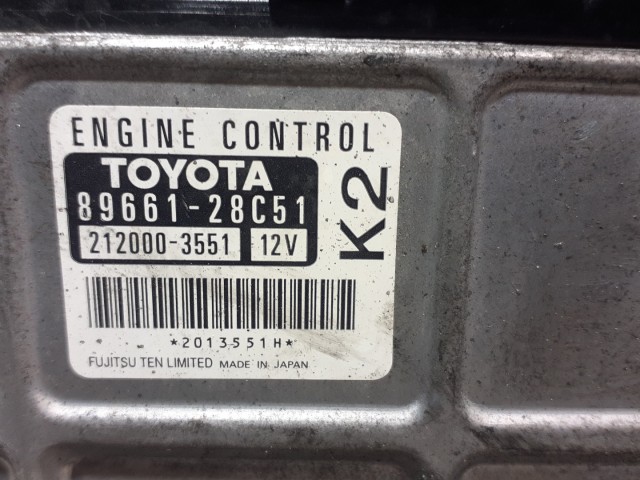 ENGINE CONTROL
TOYOTA
89661-28C51
212000-3551 12V
K2
*2013551H*
FUJITSU TEN LIMITED MADE IN JAPAN